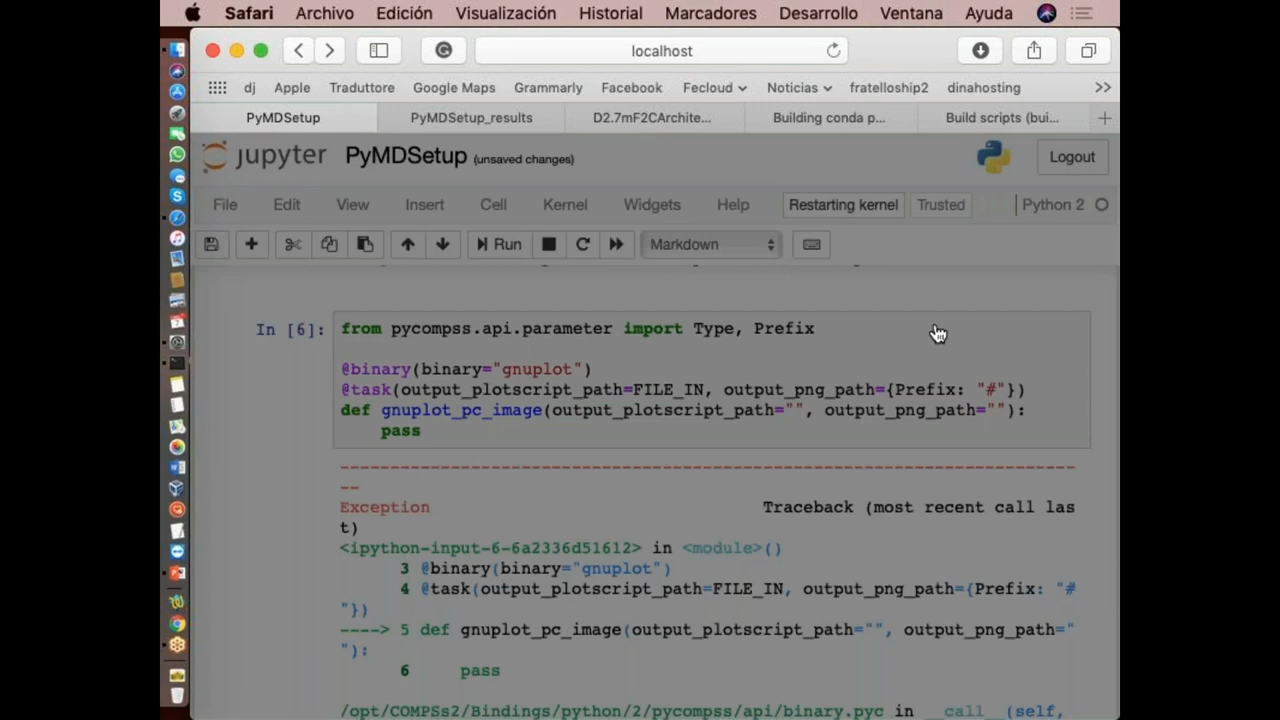 Safari Archivo Edición Visualización Historial Marcadores Desarrollo Ventana Ayuda
localhost
dj Apple Traduttore Google Maps Grammarly Facebook Fecloud Noticias fratelloship2 dinahosting
PyMDSetup PyMDSetup_results D2.7mF2CArchite... Building conda p... Build scripts (bui...
jupyter PyMDSetup (unsaved changes) Logout
File Edit View Insert Cell Kernel Widgets Help Restarting kernel Trusted Python 2
Run Markdown
In [6]: from pycompss.api.parameter import Type, Prefix
@binary(binary="gnuplot")
@task(output_plotscript_path=FILE_IN, output_png_path={Prefix: "#"})
def gnuplot_pc_image(output_plotscript_path="", output_png_path=""):
pass
---------------------------------------------------------------------------
--
Exception Traceback (most recent call las
t)
<ipython-input-6-6a2336d51612> in <module>()
3 @binary(binary="gnuplot")
4 @task(output_plotscript_path=FILE_IN, output_png_path={Prefix: "#
"})
----> 5 def gnuplot_pc_image(output_plotscript_path="", output_png_path="
"):
6 pass
/opt/COMPSs2/Bindings/python/2/pycompss/api/binary.pyc in __call__(self,